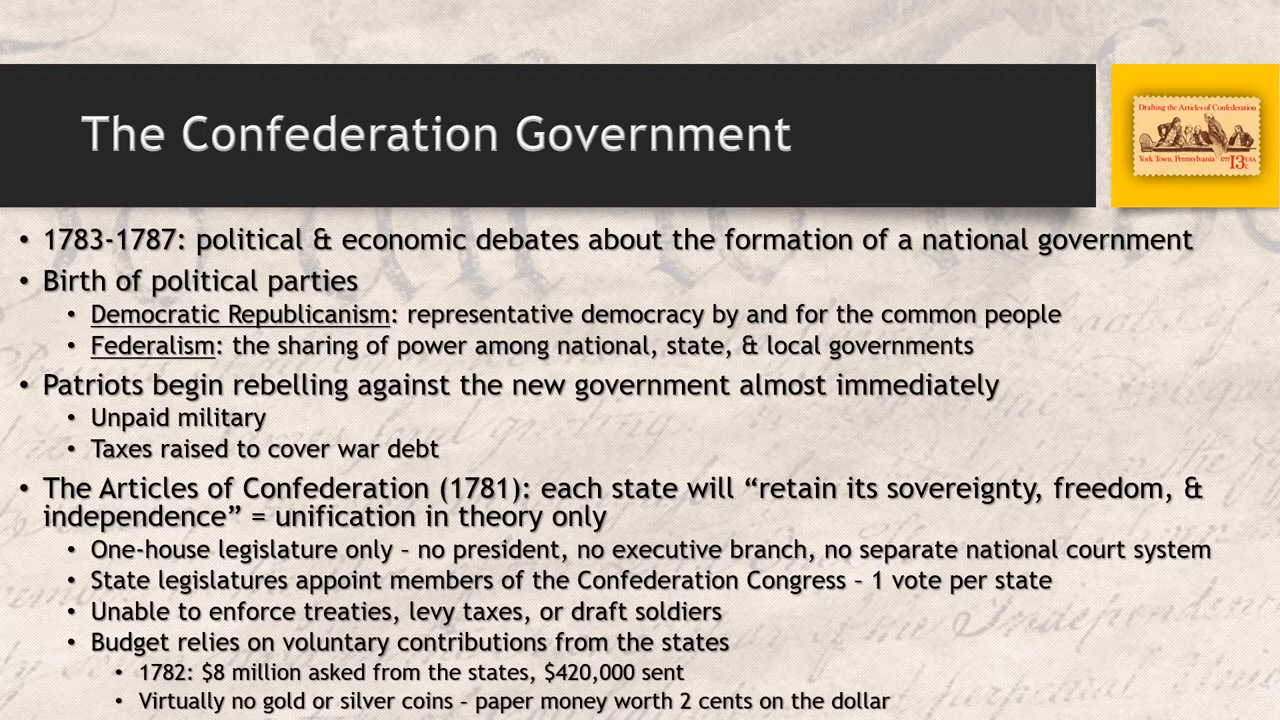 The Confederation Government
Drafting the Articles of Confederation
York Town, Pennsylvania 1777 13c USA
• 1783-1787: political & economic debates about the formation of a national government
• Birth of political parties
• Democratic Republicanism: representative democracy by and for the common people
• Federalism: the sharing of power among national, state, & local governments
• Patriots begin rebelling against the new government almost immediately
• Unpaid military
• Taxes raised to cover war debt
• The Articles of Confederation (1781): each state will “retain its sovereignty, freedom, &
independence” = unification in theory only
• One-house legislature only – no president, no executive branch, no separate national court system
• State legislatures appoint members of the Confederation Congress – 1 vote per state
• Unable to enforce treaties, levy taxes, or draft soldiers
• Budget relies on voluntary contributions from the states
• 1782: $8 million asked from the states, $420,000 sent
• Virtually no gold or silver coins – paper money worth 2 cents on the dollar